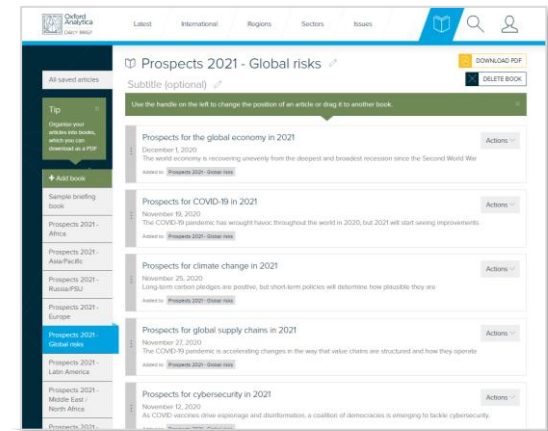 Oxford
Analytica
DAILY BRIEF
Latest
International
Regions
Sectors
Issues
Prospects 2021 - Global risks
DOWNLOAD PDF
DELETE BOOK
Subtitle (optional)
All saved articles
Tip ×
Organise your
articles into books,
which you can
download as a PDF
+ Add book
Sample briefing
book
Prospects 2021 -
Africa
Prospects 2021 -
Asia/Pacific
Prospects 2021 -
Russia/FSU
Prospects 2021 -
Europe
Prospects 2021 -
Global risks
Prospects 2021 -
Latin America
Prospects 2021 -
Middle East /
North Africa
Prospects 2021 -
Use the handle on the left to change the position of an article or drag it to another book. ×
Prospects for the global economy in 2021
Actions
December 1, 2020
The world economy is recovering unevenly from the deepest and broadest recession since the Second World War
Added to Prospects 2021 - Global risks
Prospects for COVID-19 in 2021
Actions
November 19, 2020
The COVID-19 pandemic has wrought havoc throughout the world in 2020, but 2021 will start seeing improvements
Added to Prospects 2021 - Global risks
Prospects for climate change in 2021
Actions
November 25, 2020
Long-term carbon pledges are positive, but short-term policies will determine how plausible they are
Added to Prospects 2021 - Global risks
Prospects for global supply chains in 2021
Actions
November 27, 2020
The COVID-19 pandemic is accelerating changes in the way that value chains are structured and how they operate
Added to Prospects 2021 - Global risks
Prospects for cybersecurity in 2021
Actions
November 12, 2020
As COVID vaccines drive espionage and disinformation, a coalition of democracies is emerging to tackle cybersecurity.
Added to Prospects 2021 - Global risks